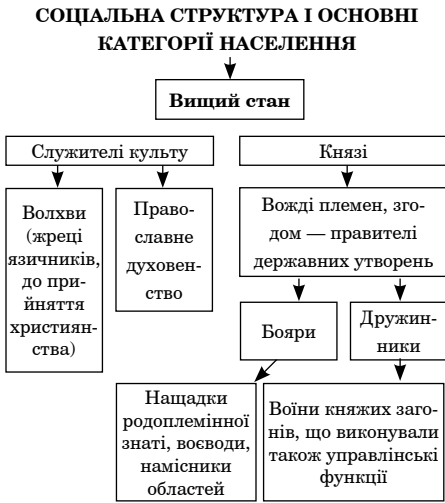 СОЦІАЛЬНА СТРУКТУРА І ОСНОВНІ
КАТЕГОРІЇ НАСЕЛЕННЯ
Вищий стан
Служителі культу
Князі
Волхви
(жреці
язичників,
до при-
йняття
християн-
ства)
Право-
славне
духовен-
ство
Вожді племен, зго-
дом — правителі
державних утворень
Бояри
Дружин-
ники
Нащадки
родоплемінної
знаті, воєводи,
намісники
областей
Воїни княжих заго-
нів, що виконували
також управлінські
функції